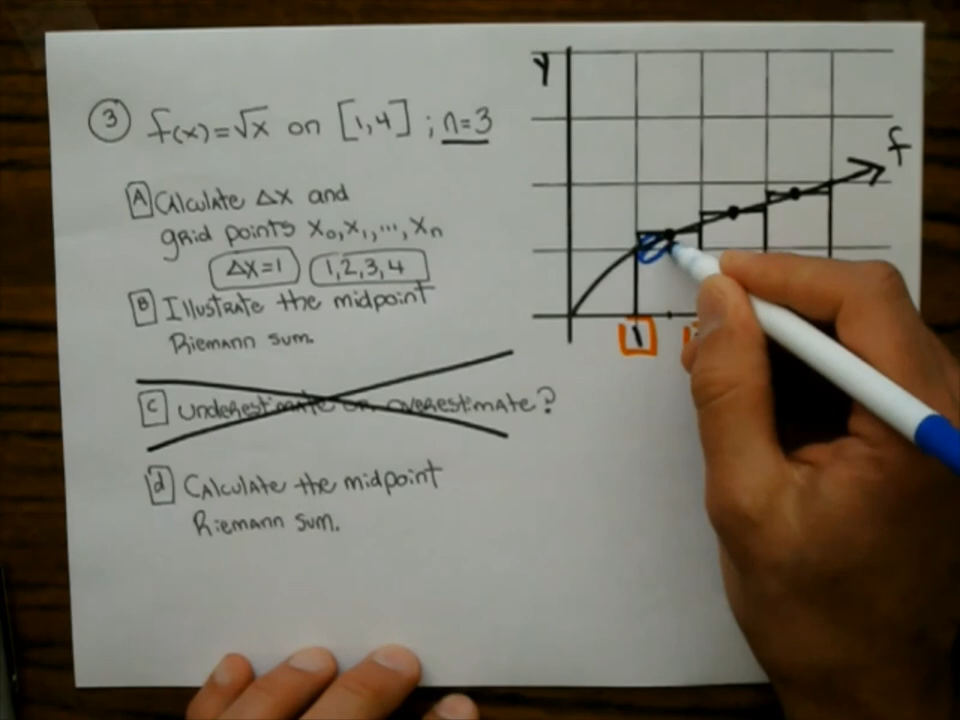 3 f(x)=√x on [1,4] ; n=3
A Calculate Δx and
grid points x₀,x₁,...,xₙ
Δx=1 1,2,3,4
B Illustrate the midpoint
Riemann sum.
C Underestimate or overestimate?
d Calculate the midpoint
Riemann sum.
y
f
1